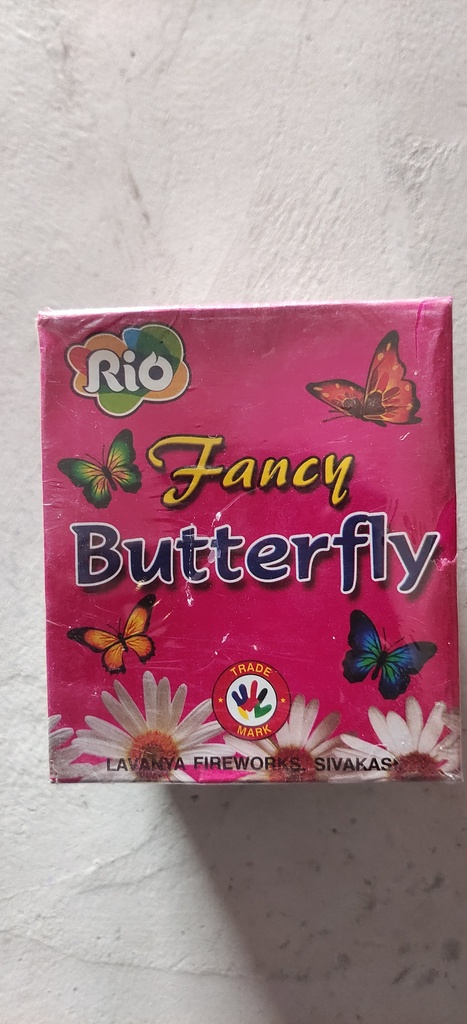 Rio
Fancy
Butterfly
TRADE
MARK
LAVANYA FIREWORKS, SIVAKASI